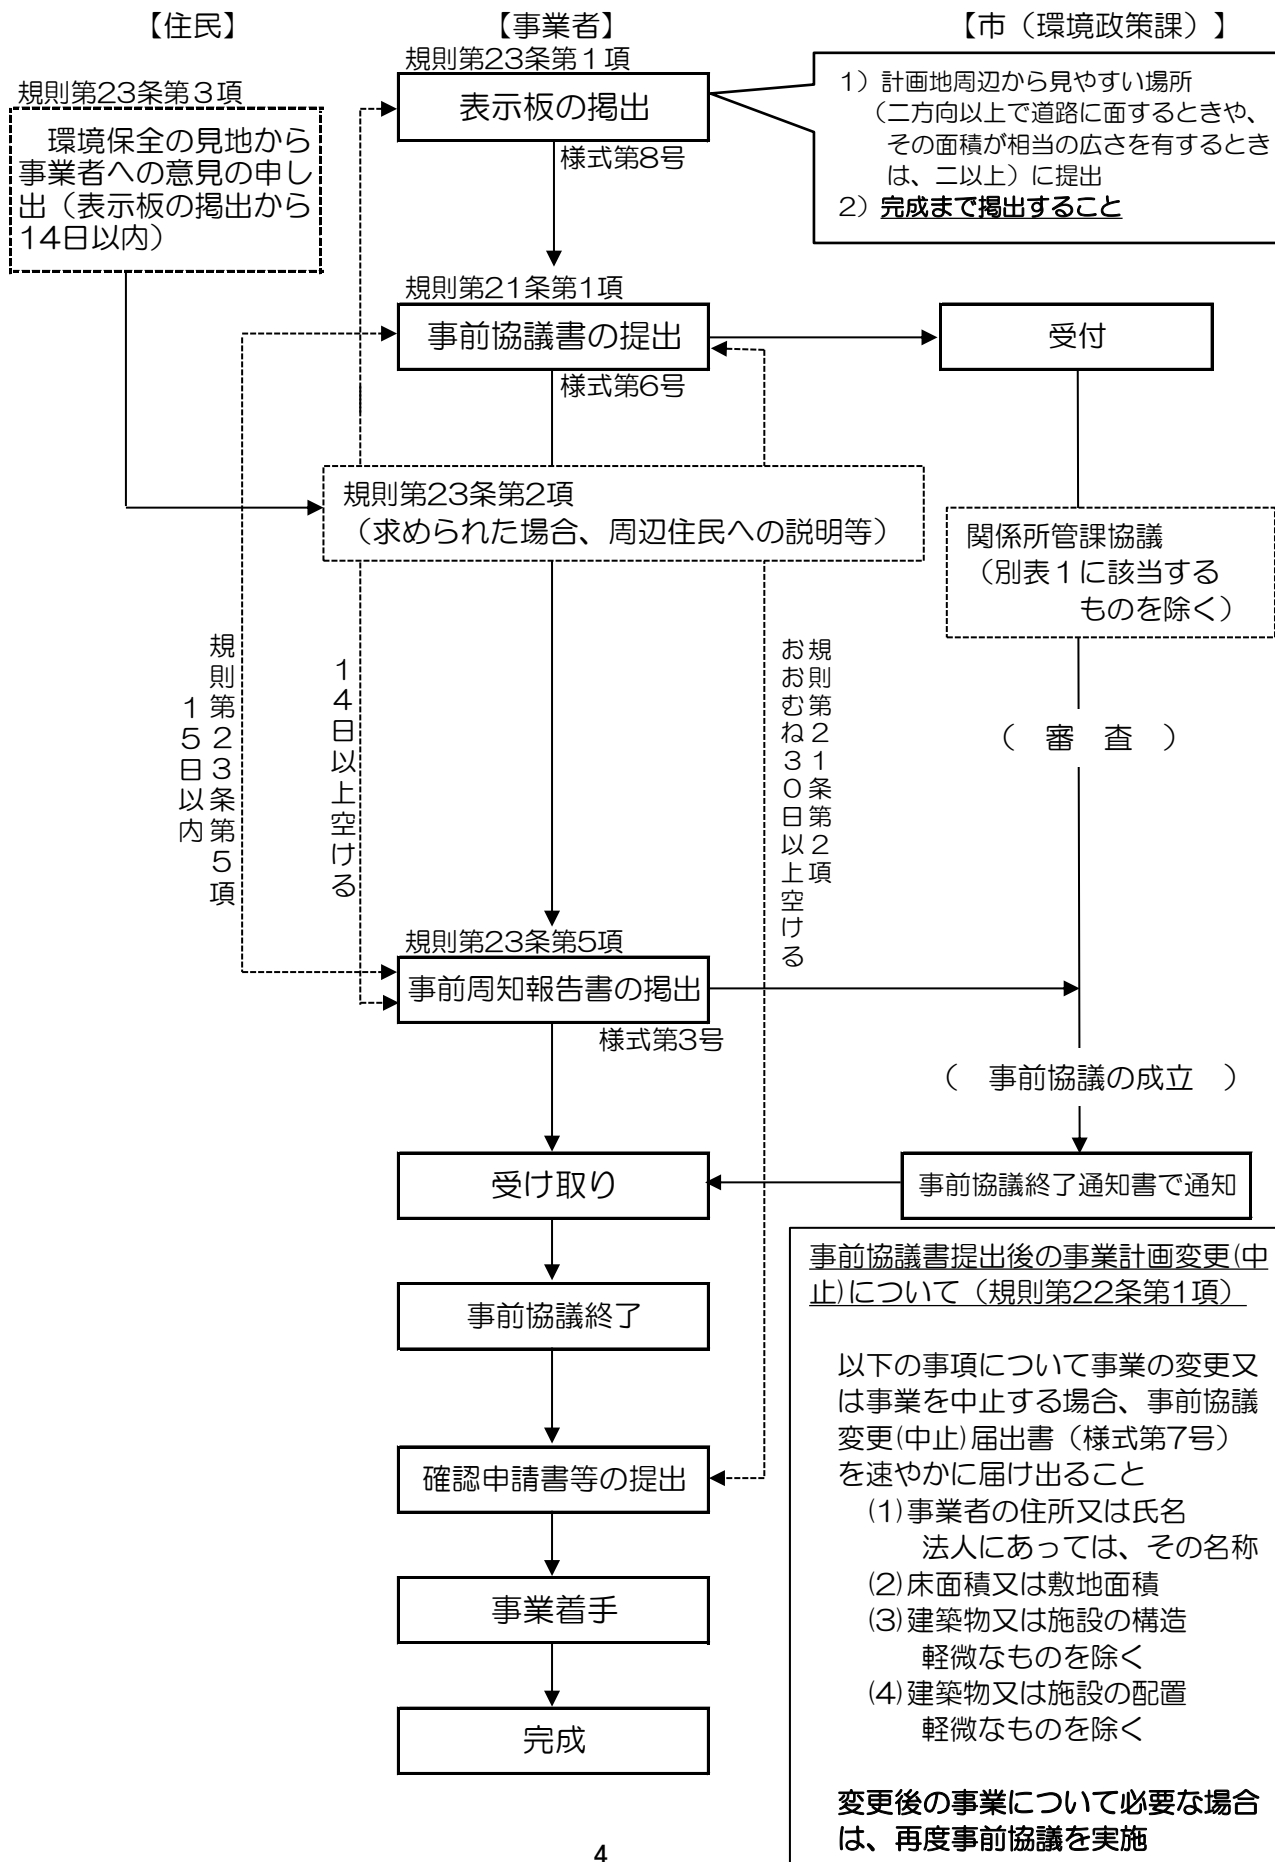 【住民】
【事業者】
【市（環境政策課）】
規則第23条第１項
表示板の掲出
様式第8号
1）計画地周辺から見やすい場所
（二方向以上で道路に面するときや、
その面積が相当の広さを有するとき
は、二以上）に提出
2）完成まで掲出すること
規則第23条第３項
環境保全の見地から
事業者への意見の申し
出（表示板の掲出から
14日以内）
規則第21条第1項
事前協議書の提出
様式第6号
受付
規則第23条第2項
（求められた場合、周辺住民への説明等）
関係所管課協議
（別表１に該当する
ものを除く）
規則第２３条第５項
１５日以内
１４日以上空ける
規則第２１条第２項
おおむね３０日以上空ける
（　審　査　）
規則第23条第5項
事前周知報告書の掲出
様式第3号
（　事前協議の成立　）
受け取り
事前協議終了通知書で通知
事前協議終了
確認申請書等の提出
事業着手
完成
事前協議書提出後の事業計画変更(中
止)について（規則第22条第1項）
以下の事項について事業の変更又
は事業を中止する場合、事前協議
変更(中止)届出書（様式第7号）
を速やかに届け出ること
(1)事業者の住所又は氏名
法人にあっては、その名称
(2)床面積又は敷地面積
(3)建築物又は施設の構造
軽微なものを除く
(4)建築物又は施設の配置
軽微なものを除く
変更後の事業について必要な場合
は、再度事前協議を実施
4